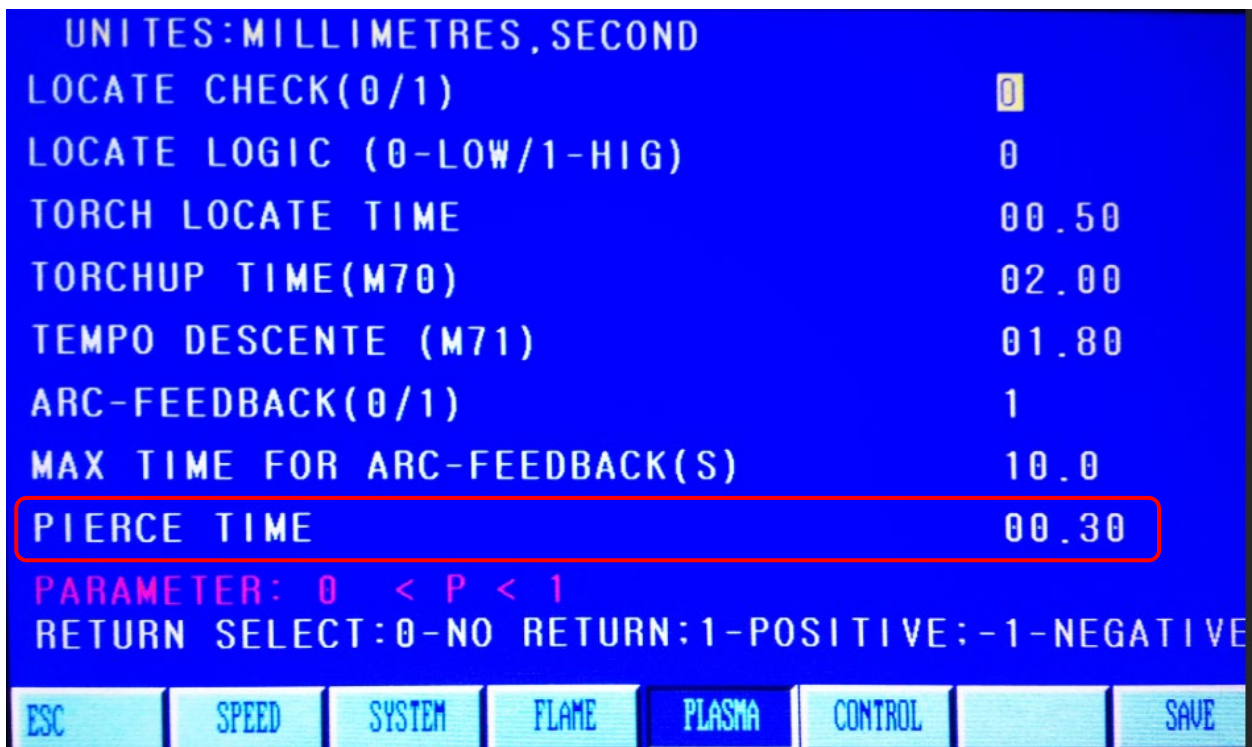 UNITES:MILLIMETRES,SECOND
LOCATE CHECK(0/1) 0
LOCATE LOGIC (0-LOW/1-HIG) 0
TORCH LOCATE TIME 00.50
TORCHUP TIME(M70) 02.00
TEMPO DESCENTE (M71) 01.80
ARC-FEEDBACK(0/1) 1
MAX TIME FOR ARC-FEEDBACK(S) 10.0
PIERCE TIME 00.30
PARAMETER: 0 < P < 1
RETURN SELECT:0-NO RETURN;1-POSITIVE;-1-NEGATIVE
ESC SPEED SYSTEM FLAME PLASMA CONTROL SAVE